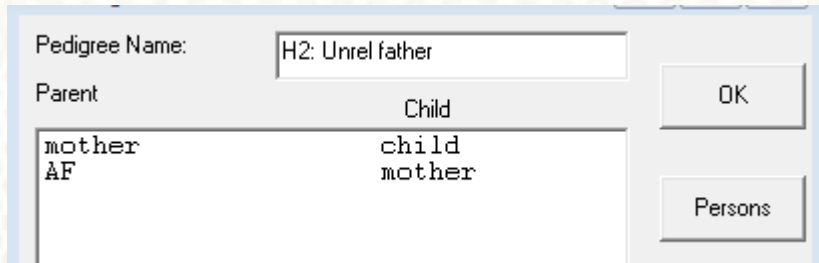 Pedigree Name:
H2: Unrel father
OK
Parent
Child
mother child
AF mother
Persons